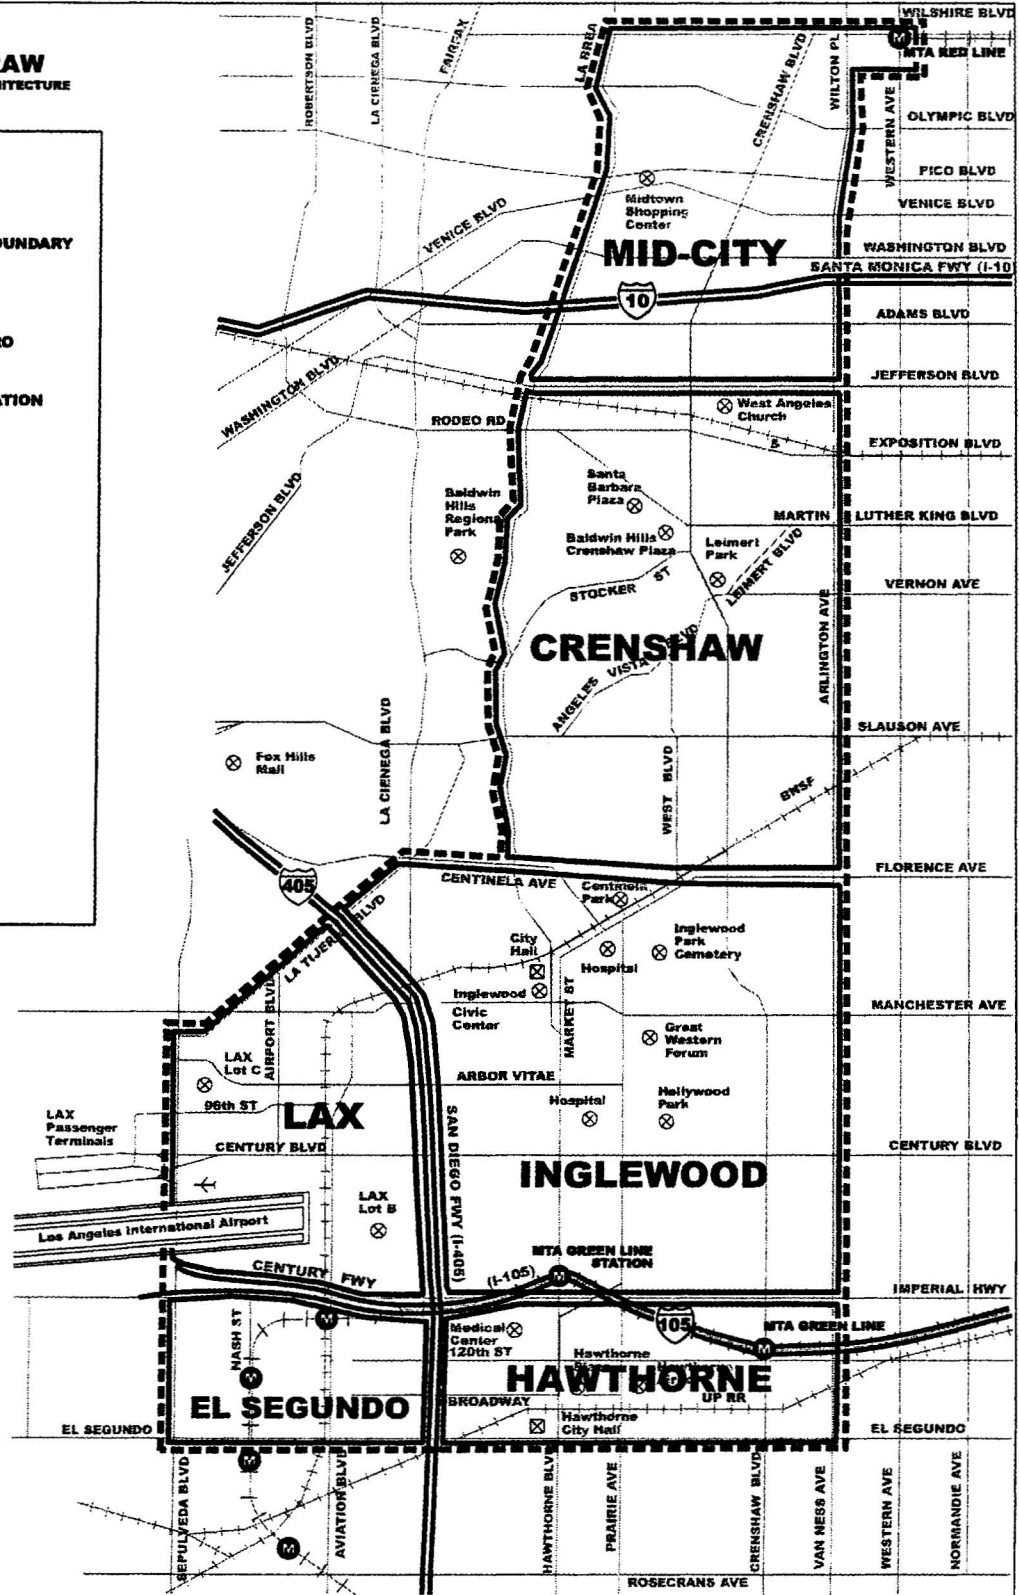 RAW
HITECTURE
OUNDARY
RO
ATION
ROBERTSON BLVD
LA CIENEGA BLVD
FAIRFAX
LA BREA
CRENSHAW BLVD
WILTON PL
WILSHIRE BLVD
M
MTA RED LINE
WESTERN AVE
OLYMPIC BLVD
PICO BLVD
VENICE BLVD
Midtown
Shopping
Center
VENICE BLVD
MID-CITY
WASHINGTON BLVD
SANTA MONICA FWY (I-10
10
ADAMS BLVD
WASHINGTON BLVD
JEFFERSON BLVD
West Angeles
Church
RODEO RD
EXPOSITION BLVD
JEFFERSON BLVD
Baldwin
Hills
Regional
Park
Santa
Barbara
Plaza
MARTIN LUTHER KING BLVD
Baldwin Hills
Crenshaw Plaza
Leimert
Park
LEIMERT BLVD
STOCKER ST
VERNON AVE
ARLINGTON AVE
CRENSHAW
ANGELES VISTA BLVD
SLAUSON AVE
Fox Hills
Mall
LA CIENEGA BLVD
WEST BLVD
BNSF
405
CENTINELA AVE
FLORENCE AVE
Centinela
Park
LA TIJERA BLVD
City
Hall
Hospital
Inglewood
Park
Cemetery
AIRPORT BLVD
Inglewood
Civic
Center
MARKET ST
MANCHESTER AVE
Great
Western
Forum
LAX
Lot C
ARBOR VITAE
96th ST
LAX
Hospital
Hollywood
Park
LAX
Passenger
Terminals
CENTURY BLVD
SAN DIEGO FWY (I-405)
CENTURY BLVD
INGLEWOOD
LAX
Lot B
Los Angeles International Airport
MTA GREEN LINE
STATION
M
CENTURY FWY
(I-105)
IMPERIAL HWY
NASH ST
M
105
MTA GREEN LINE
M
Medical
Center
120th ST
Hawthorne
HAWTHORNE
M
UP RR
EL SEGUNDO
BROADWAY
Hawthorne
City Hall
EL SEGUNDO
EL SEGUNDO
M
SEPULVEDA BLVD
AVIATION BLVD
HAWTHORNE BLVD
PRAIRIE AVE
CRENSHAW BLVD
VAN NESS AVE
WESTERN AVE
NORMANDIE AVE
M
ROSECRANS AVE